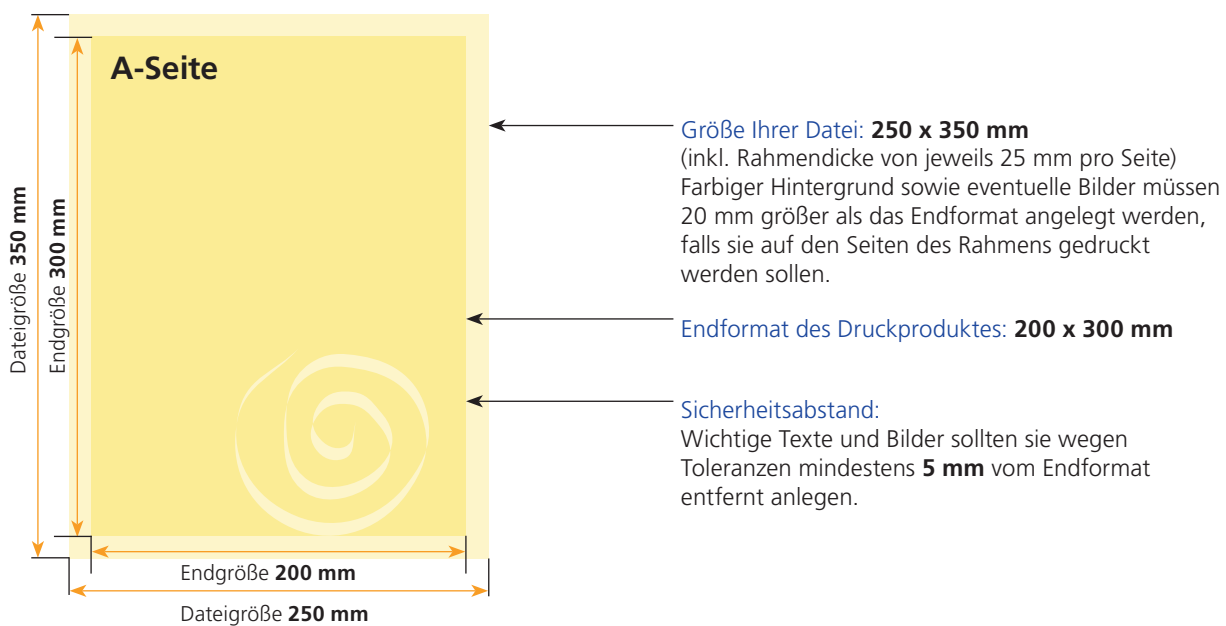 A-Seite
Dateigröße 350 mm
Endgröße 300 mm
Größe Ihrer Datei: 250 x 350 mm
(inkl. Rahmendicke von jeweils 25 mm pro Seite)
Farbiger Hintergrund sowie eventuelle Bilder müssen
20 mm größer als das Endformat angelegt werden,
falls sie auf den Seiten des Rahmens gedruckt
werden sollen.
Endformat des Druckproduktes: 200 x 300 mm
Sicherheitsabstand:
Wichtige Texte und Bilder sollten sie wegen
Toleranzen mindestens 5 mm vom Endformat
entfernt anlegen.
Endgröße 200 mm
Dateigröße 250 mm